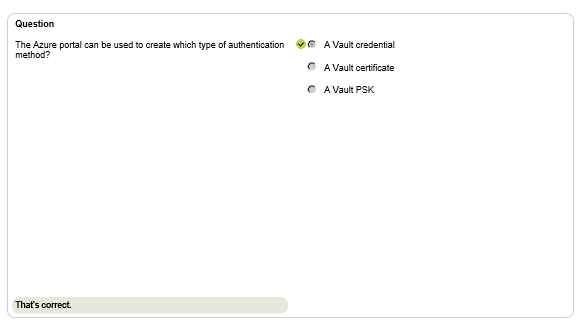 Question
The Azure portal can be used to create which type of authentication
method?
A Vault credential
A Vault certificate
A Vault PSK
That's correct.